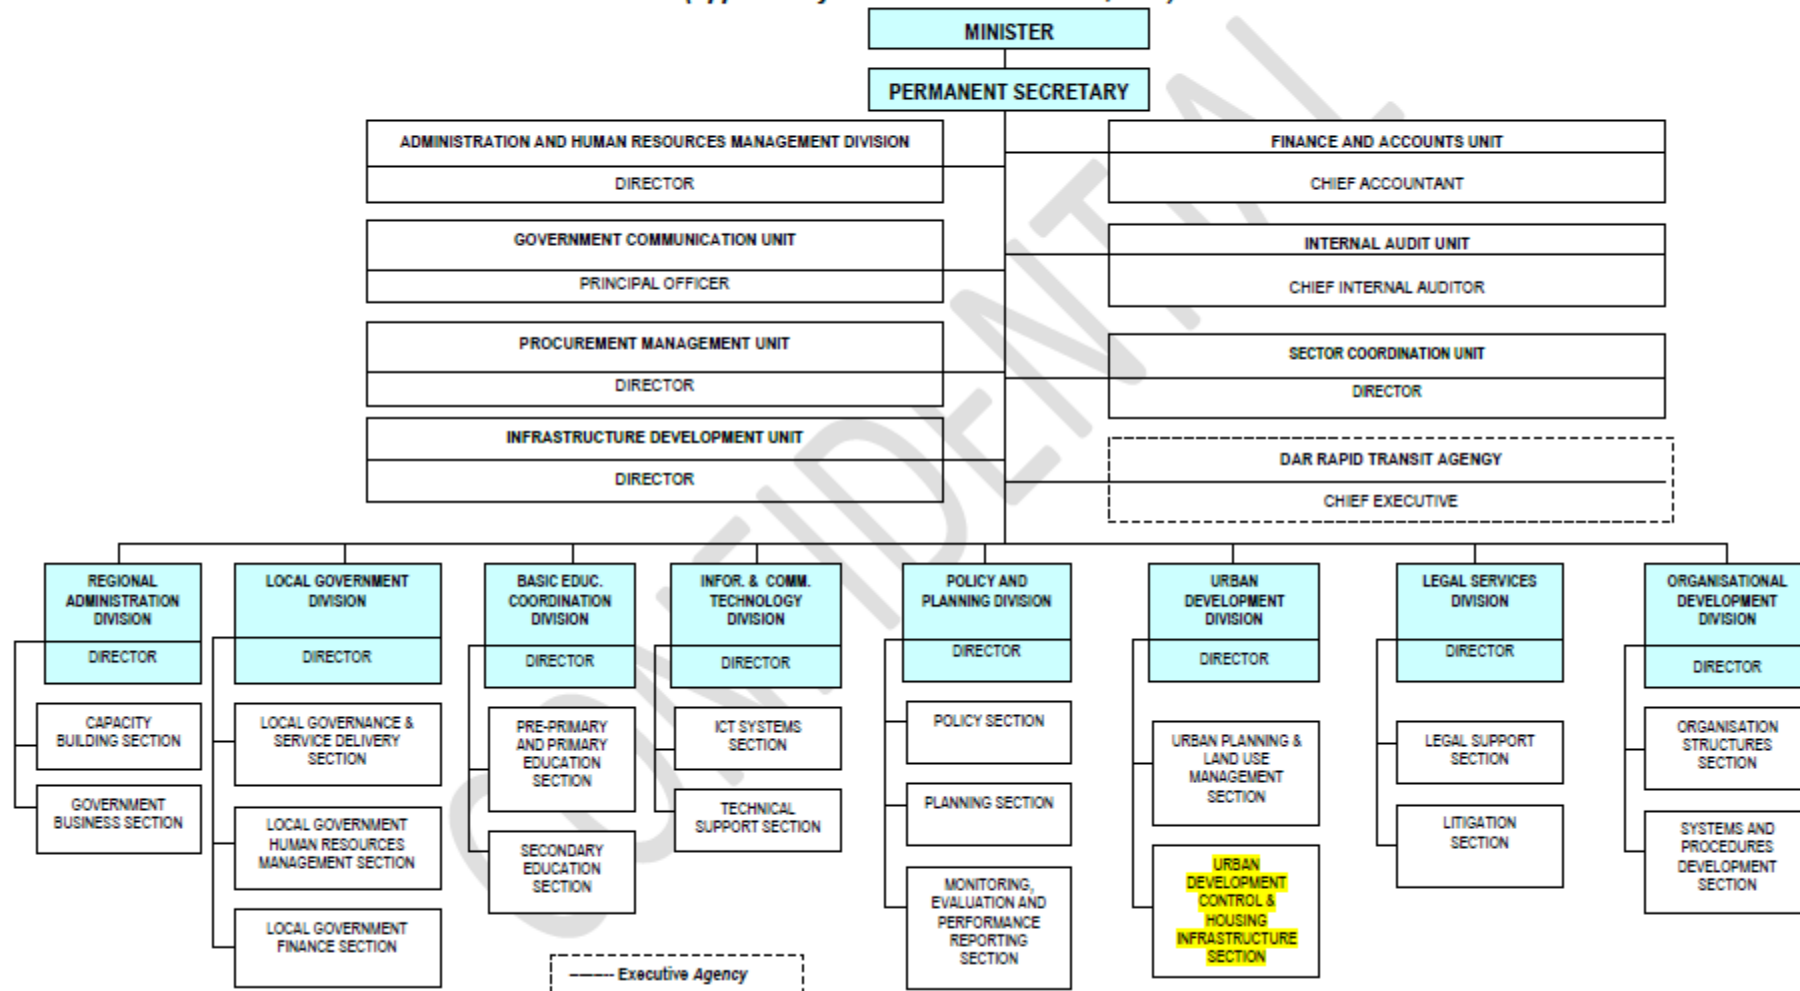 MINISTER
PERMANENT SECRETARY
ADMINISTRATION AND HUMAN RESOURCES MANAGEMENT DIVISION
DIRECTOR
FINANCE AND ACCOUNTS UNIT
CHIEF ACCOUNTANT
GOVERNMENT COMMUNICATION UNIT
PRINCIPAL OFFICER
INTERNAL AUDIT UNIT
CHIEF INTERNAL AUDITOR
PROCUREMENT MANAGEMENT UNIT
DIRECTOR
SECTOR COORDINATION UNIT
DIRECTOR
INFRASTRUCTURE DEVELOPMENT UNIT
DIRECTOR
DAR RAPID TRANSIT AGENCY
CHIEF EXECUTIVE
REGIONAL
ADMINISTRATION
DIVISION
DIRECTOR
CAPACITY
BUILDING SECTION
GOVERNMENT
BUSINESS SECTION
LOCAL GOVERNMENT
DIVISION
DIRECTOR
LOCAL GOVERNANCE &
SERVICE DELIVERY
SECTION
LOCAL GOVERNMENT
HUMAN RESOURCES
MANAGEMENT SECTION
LOCAL GOVERNMENT
FINANCE SECTION
BASIC EDUC.
COORDINATION
DIVISION
DIRECTOR
PRE-PRIMARY
AND PRIMARY
EDUCATION
SECTION
SECONDARY
EDUCATION
SECTION
INFOR. & COMM.
TECHNOLOGY
DIVISION
DIRECTOR
ICT SYSTEMS
SECTION
TECHNICAL
SUPPORT SECTION
POLICY AND
PLANNING DIVISION
DIRECTOR
POLICY SECTION
PLANNING SECTION
MONITORING,
EVALUATION AND
PERFORMANCE
REPORTING
SECTION
URBAN
DEVELOPMENT
DIVISION
DIRECTOR
URBAN PLANNING &
LAND USE
MANAGEMENT
SECTION
URBAN
DEVELOPMENT
CONTROL &
HOUSING
INFRASTRUCTURE
SECTION
LEGAL SERVICES
DIVISION
DIRECTOR
LEGAL SUPPORT
SECTION
LITIGATION
SECTION
ORGANISATIONAL
DEVELOPMENT
DIVISION
DIRECTOR
ORGANISATION
STRUCTURES
SECTION
SYSTEMS AND
PROCEDURES
DEVELOPMENT
SECTION
-------- Executive Agency
CONFIDENTIAL